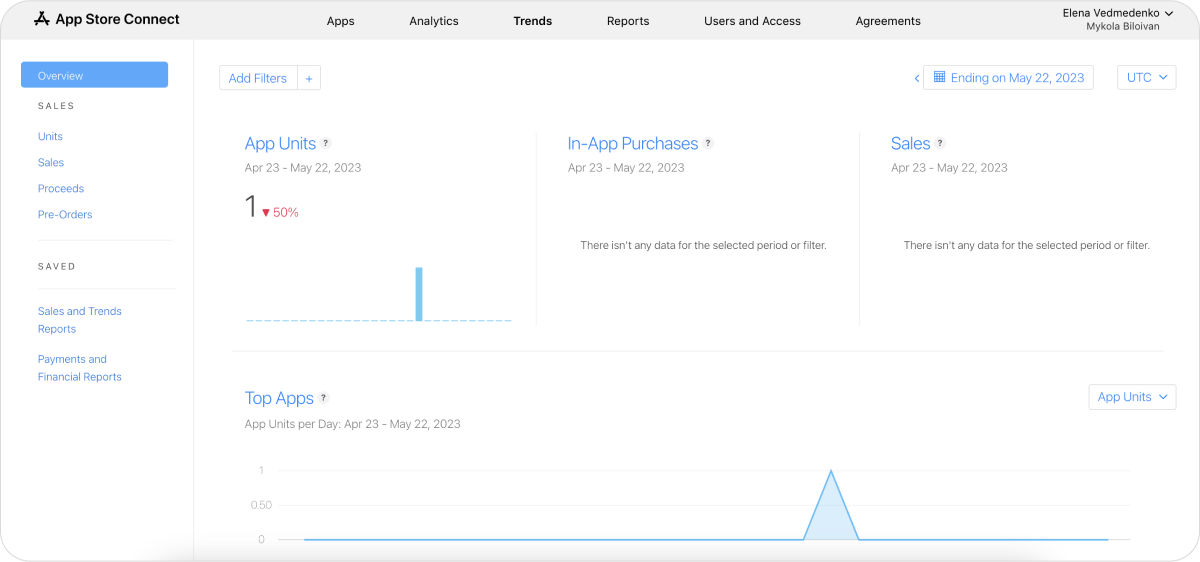 App Store Connect
Apps
Analytics
Trends
Reports
Users and Access
Agreements
Elena Vedmedenko
Mykola Biloivan
Overview
SALES
Units
Sales
Proceeds
Pre-Orders
SAVED
Sales and Trends
Reports
Payments and
Financial Reports
Add Filters +
Ending on May 22, 2023
UTC
App Units ?
Apr 23 - May 22, 2023
1 ▼ 50%
In-App Purchases ?
Apr 23 - May 22, 2023
There isn't any data for the selected period or filter.
Sales ?
Apr 23 - May 22, 2023
There isn't any data for the selected period or filter.
Top Apps ?
App Units per Day: Apr 23 - May 22, 2023
App Units
1
0.50
0